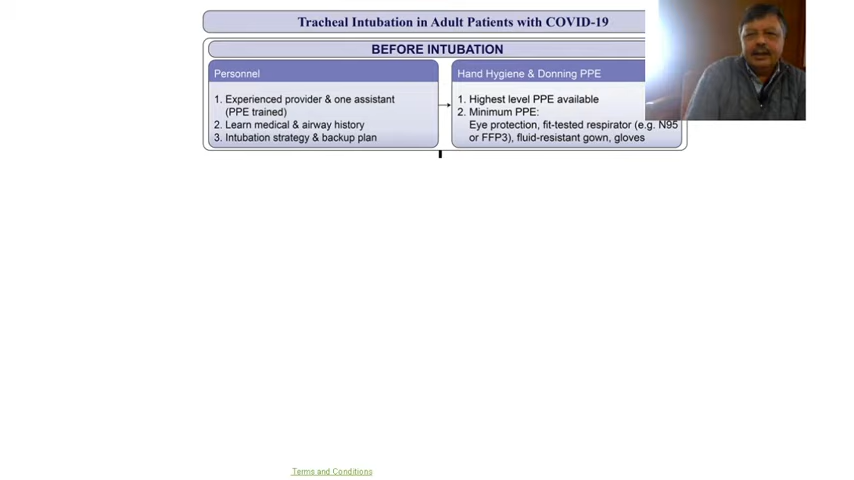 Tracheal Intubation in Adult Patients with COVID-19
BEFORE INTUBATION
Personnel
1. Experienced provider & one assistant
(PPE trained)
2. Learn medical & airway history
3. Intubation strategy & backup plan
Hand Hygiene & Donning PPE
1. Highest level PPE available
2. Minimum PPE:
Eye protection, fit-tested respirator (e.g. N95
or FFP3), fluid-resistant gown, gloves
Terms and Conditions